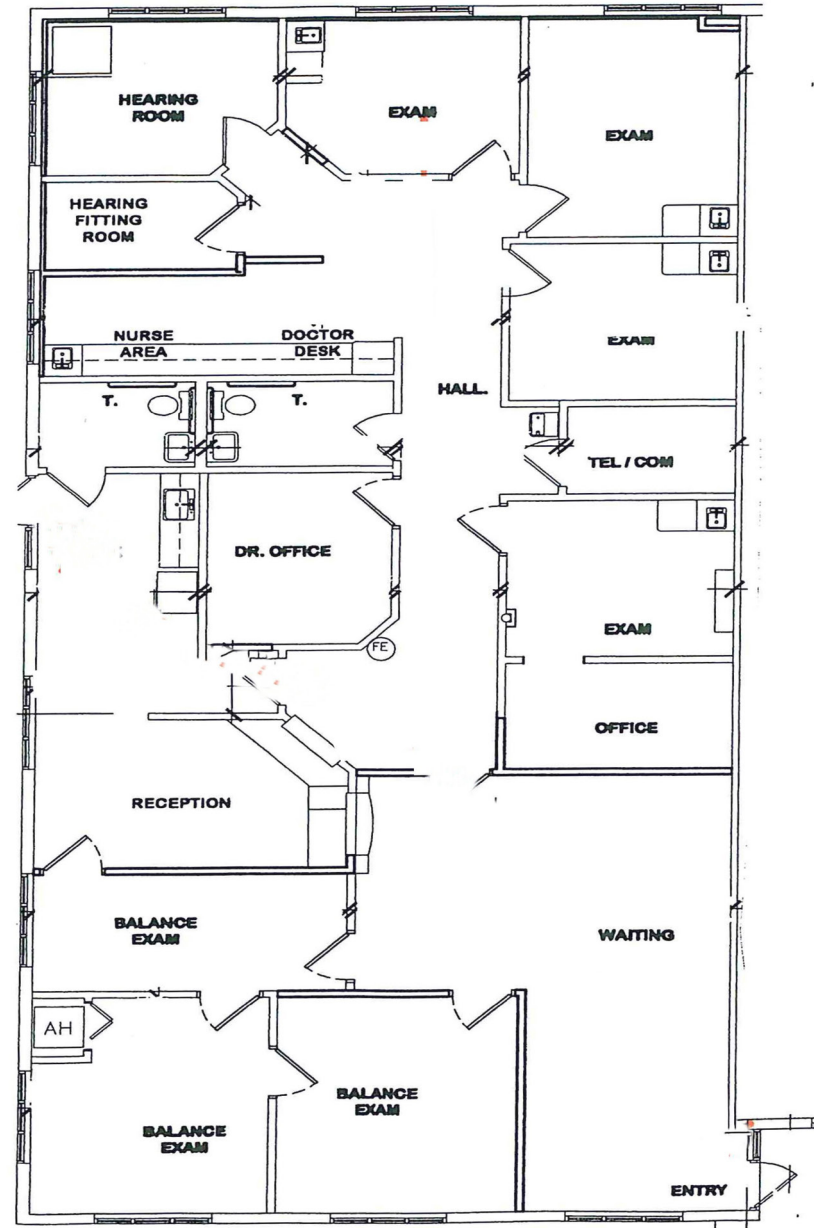 HEARING
ROOM
EXAM
EXAM
HEARING
FITTING
ROOM
NURSE
AREA
DOCTOR
DESK
EXAM
HALL.
T.
T.
TEL / COM
DR. OFFICE
EXAM
FE
OFFICE
RECEPTION
BALANCE
EXAM
WAITING
AH
BALANCE
EXAM
BALANCE
EXAM
ENTRY